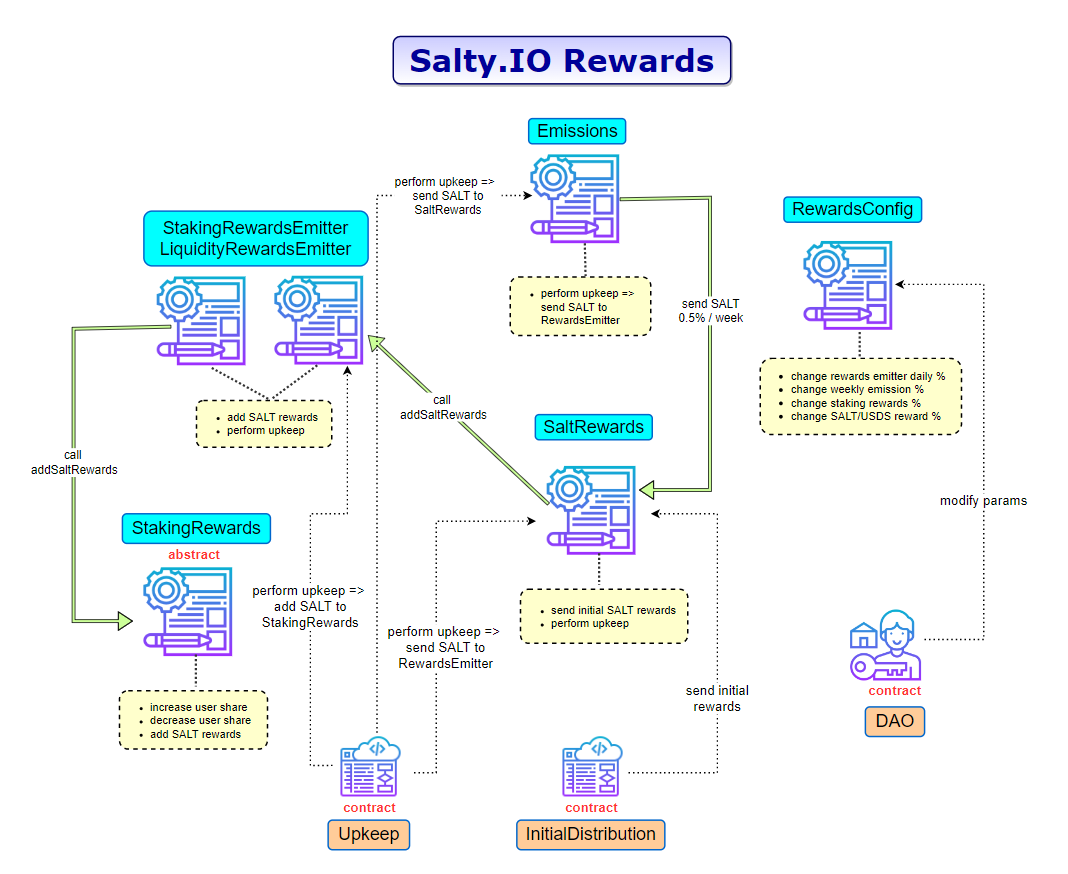 Salty.IO Rewards
Emissions
perform upkeep =>
send SALT to
SaltRewards
RewardsConfig
StakingRewardsEmitter
LiquidityRewardsEmitter
• perform upkeep =>
send SALT to
RewardsEmitter
send SALT
0.5% / week
• change rewards emitter daily %
• change weekly emission %
• change staking rewards %
• change SALT/USDS reward %
call
addSaltRewards
• add SALT rewards
• perform upkeep
SaltRewards
call
addSaltRewards
modify params
StakingRewards
abstract
perform upkeep =>
add SALT to
StakingRewards
• send initial SALT rewards
• perform upkeep
perform upkeep =>
send SALT to
RewardsEmitter
send initial
rewards
contract
DAO
• increase user share
• decrease user share
• add SALT rewards
contract
Upkeep
contract
InitialDistribution